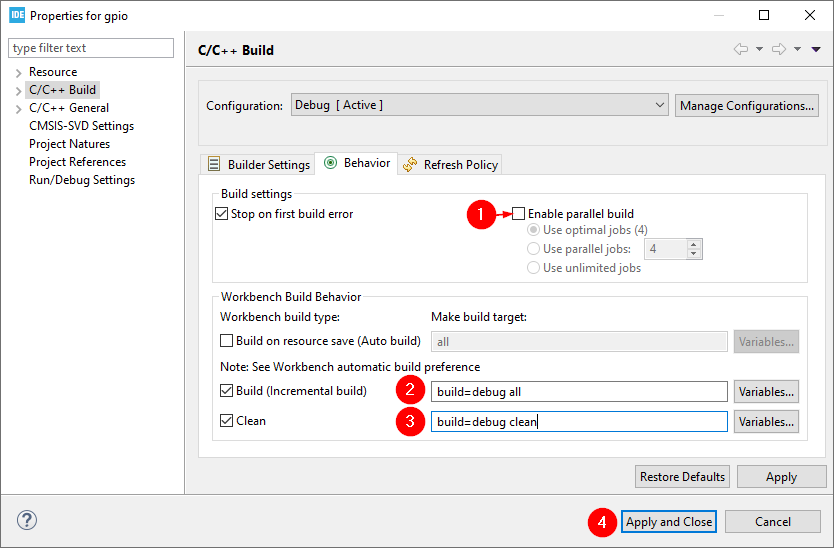 IDE Properties for gpio
type filter text
Resource
C/C++ Build
C/C++ General
CMSIS-SVD Settings
Project Natures
Project References
Run/Debug Settings
C/C++ Build
Configuration: Debug [ Active ] Manage Configurations...
Builder Settings Behavior Refresh Policy
Build settings
Stop on first build error 1 Enable parallel build
Use optimal jobs (4)
Use parallel jobs: 4
Use unlimited jobs
Workbench Build Behavior
Workbench build type: Make build target:
Build on resource save (Auto build) all Variables...
Note: See Workbench automatic build preference
Build (Incremental build) 2 build=debug all Variables...
Clean 3 build=debug clean Variables...
Restore Defaults Apply
? 4 Apply and Close Cancel